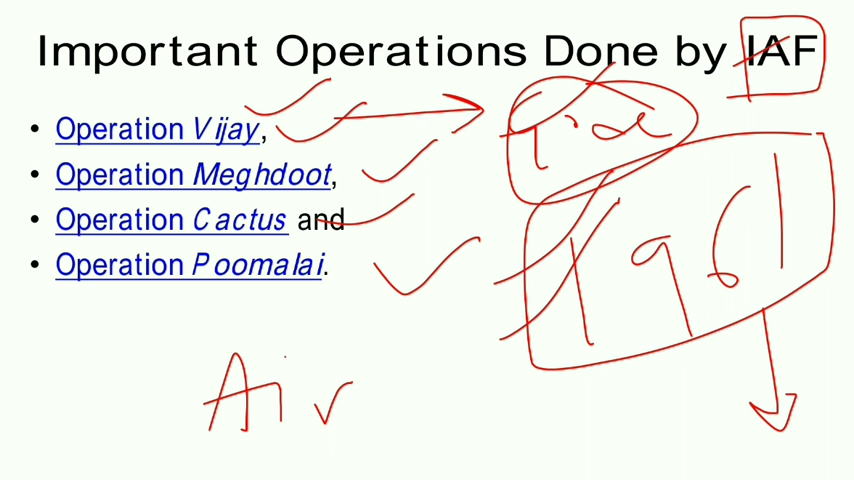 Important Operations Done by IAF
• Operation Vijay,
• Operation Meghdoot,
• Operation Cactus and
• Operation Poomalai.
1961
Air